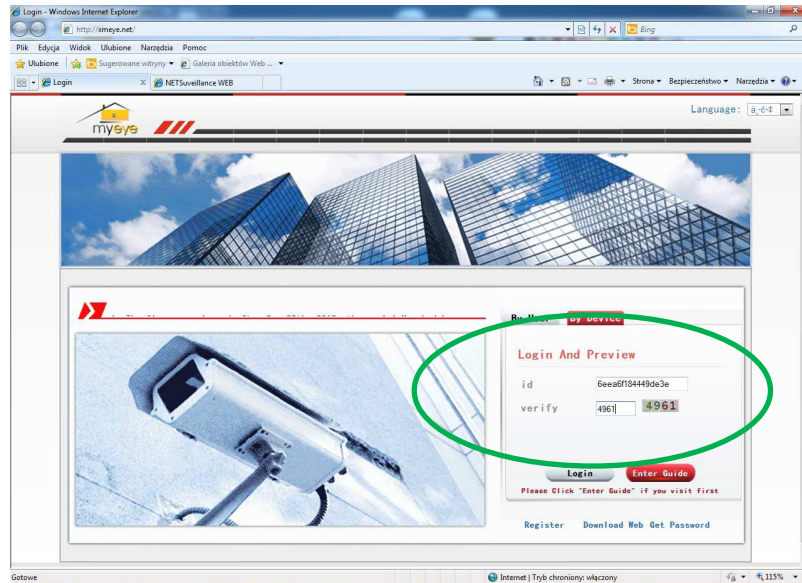 Login - Windows Internet Explorer
http://xmeye.net/
Bing
Plik Edycja Widok Ulubione Narzędzia Pomoc
Ulubione Sugerowane witryny Galeria obiektów Web ...
Login NETSurveillance WEB Strona Bezpieczeństwo Narzędzia
Language:
myeye
By User By Device
Login And Preview
id 6eea6f184449de3e
verify 4961 4961
Login Enter Guide
Please Click "Enter Guide" if you visit first
Register Download Web Get Password
Gotowe Internet | Tryb chroniony: włączony 115%